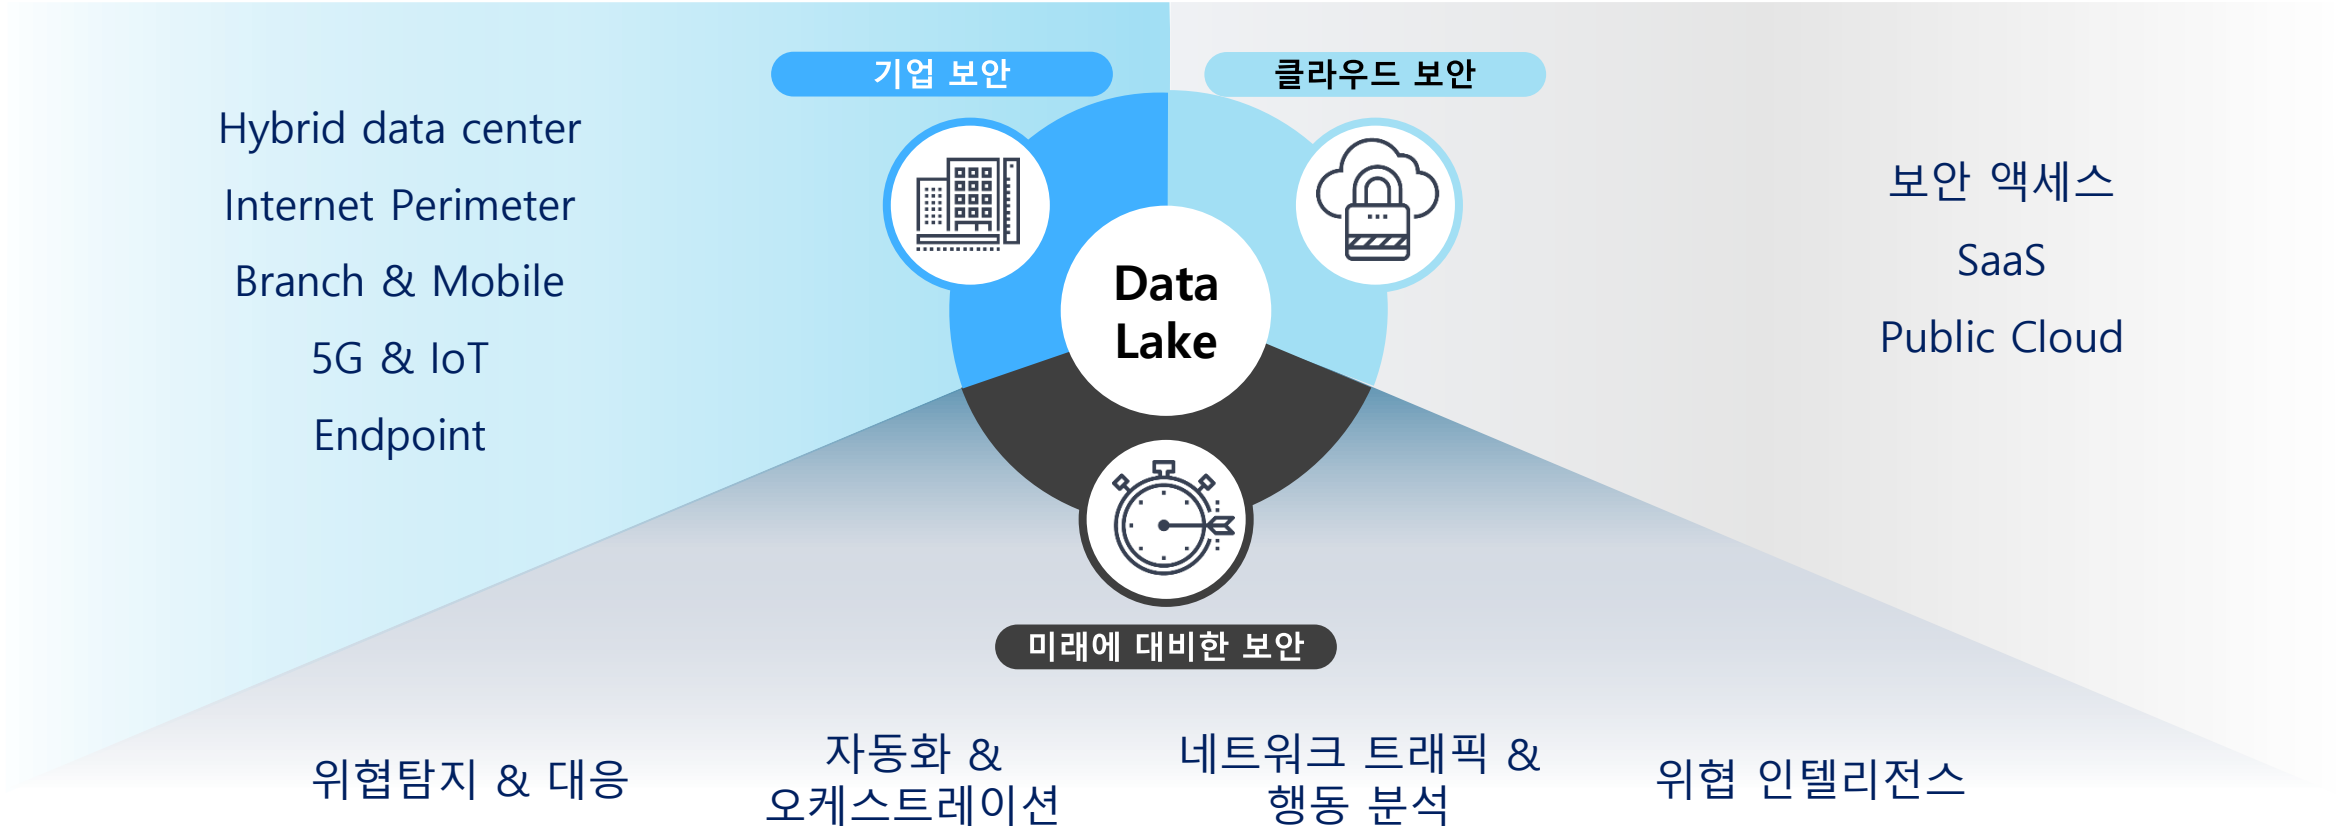 기업 보안
클라우드 보안
Hybrid data center
Internet Perimeter
Branch & Mobile
5G & IoT
Endpoint
Data
Lake
보안 액세스
SaaS
Public Cloud
미래에 대비한 보안
위협탐지 & 대응
자동화 &
오케스트레이션
네트워크 트래픽 &
행동 분석
위협 인텔리전스